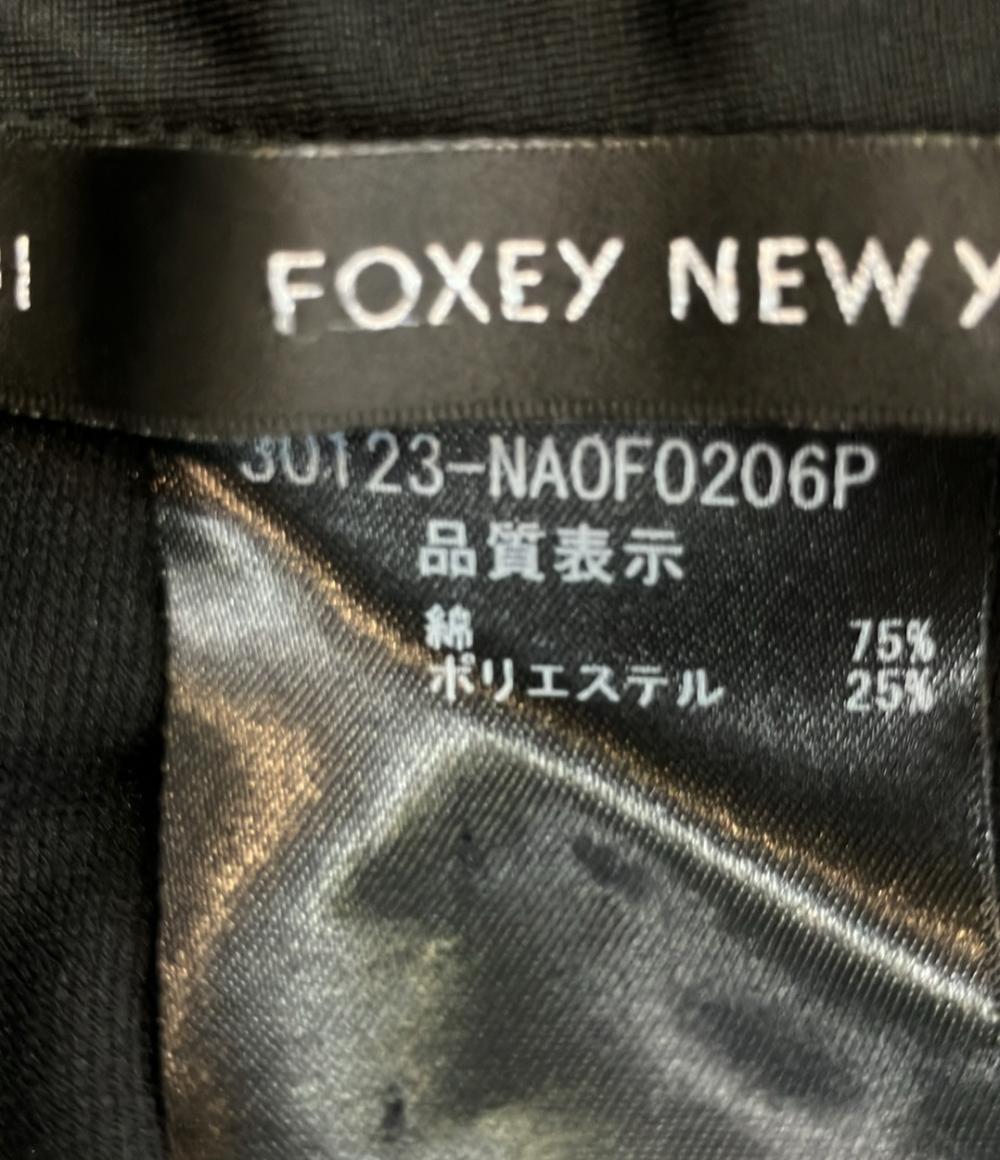 FOXEY NEW Y
30123-NA0F0206P
品質表示
綿 75%
ポリエステル 25%